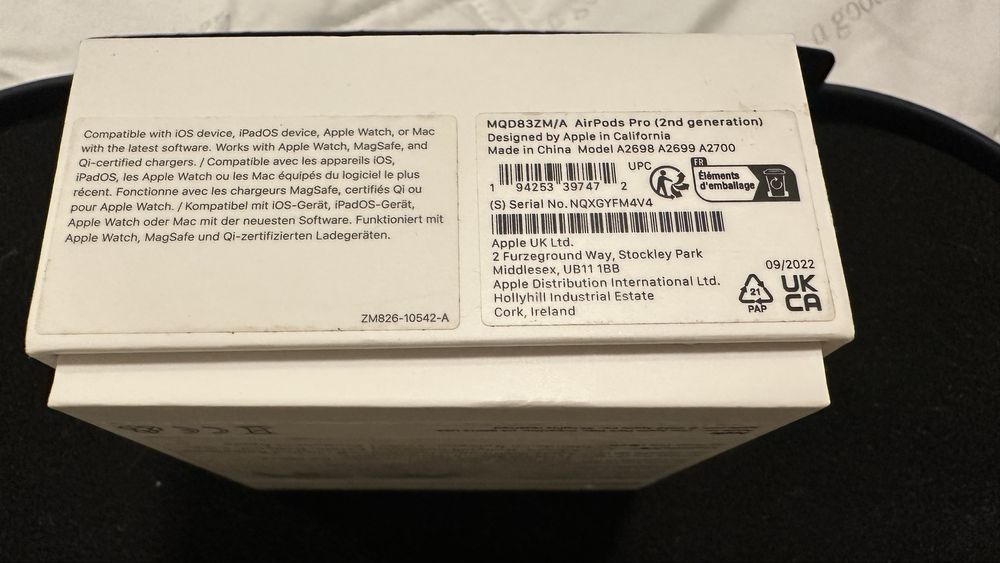 Compatible with iOS device, iPadOS device, Apple Watch, or Mac
with the latest software. Works with Apple Watch, MagSafe, and
Qi-certified chargers. / Compatible avec les appareils iOS,
iPadOS, les Apple Watch ou les Mac équipés du logiciel le plus
récent. Fonctionne avec les chargeurs MagSafe, certifiés Qi ou
pour Apple Watch. / Kompatibel mit iOS-Gerät, iPadOS-Gerät,
Apple Watch oder Mac mit der neuesten Software. Funktioniert mit
Apple Watch, MagSafe und Qi-zertifizierten Ladegeräten.
ZM826-10542-A
MQD83ZM/A AirPods Pro (2nd generation)
Designed by Apple in California
Made in China Model A2698 A2699 A2700
UPC
1 94253 39747 2
FR
Éléments
d'emballage
(S) Serial No. NQXGYFM4V4
Apple UK Ltd.
2 Furzeground Way, Stockley Park
Middlesex, UB11 1BB
Apple Distribution International Ltd.
Hollyhill Industrial Estate
Cork, Ireland
09/2022
21
PAP
UK
CA